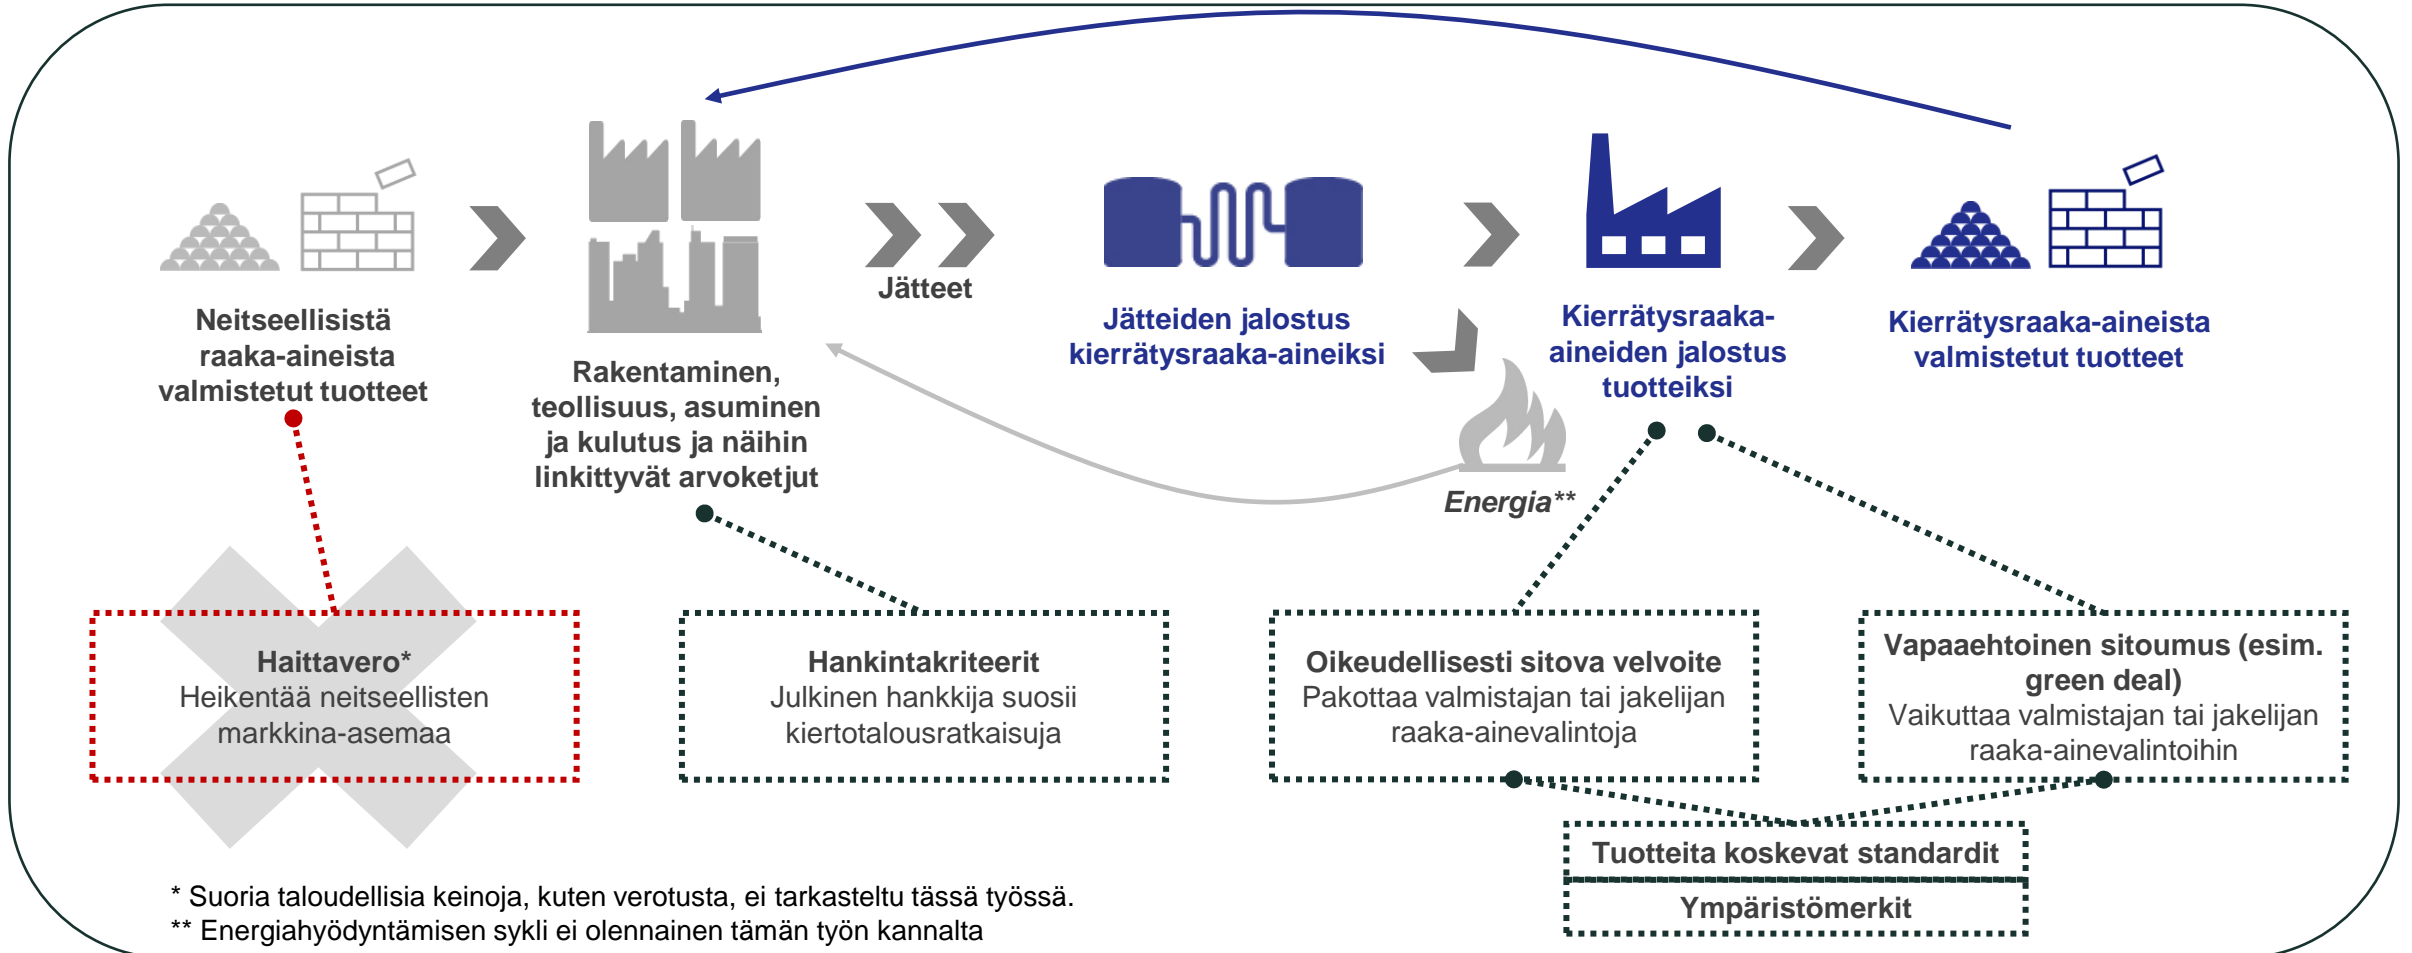 Neitseellisistä
raaka-aineista
valmistetut tuotteet
Rakentaminen,
teollisuus, asuminen
ja kulutus ja näihin
linkittyvät arvoketjut
Jätteet
Jätteiden jalostus
kierrätysraaka-aineiksi
Energia**
Kierrätysraaka-
aineiden jalostus
tuotteiksi
Kierrätysraaka-aineista
valmistetut tuotteet
Haittavero*
Heikentää neitseellisten
markkina-asemaa
Hankintakriteerit
Julkinen hankkija suosii
kiertotalousratkaisuja
Oikeudellisesti sitova velvoite
Pakottaa valmistajan tai jakelijan
raaka-ainevalintoja
Vapaaehtoinen sitoumus (esim.
green deal)
Vaikuttaa valmistajan tai jakelijan
raaka-ainevalintoihin
Tuotteita koskevat standardit
Ympäristömerkit
* Suoria taloudellisia keinoja, kuten verotusta, ei tarkasteltu tässä työssä.
** Energiahyödyntämisen sykli ei olennainen tämän työn kannalta